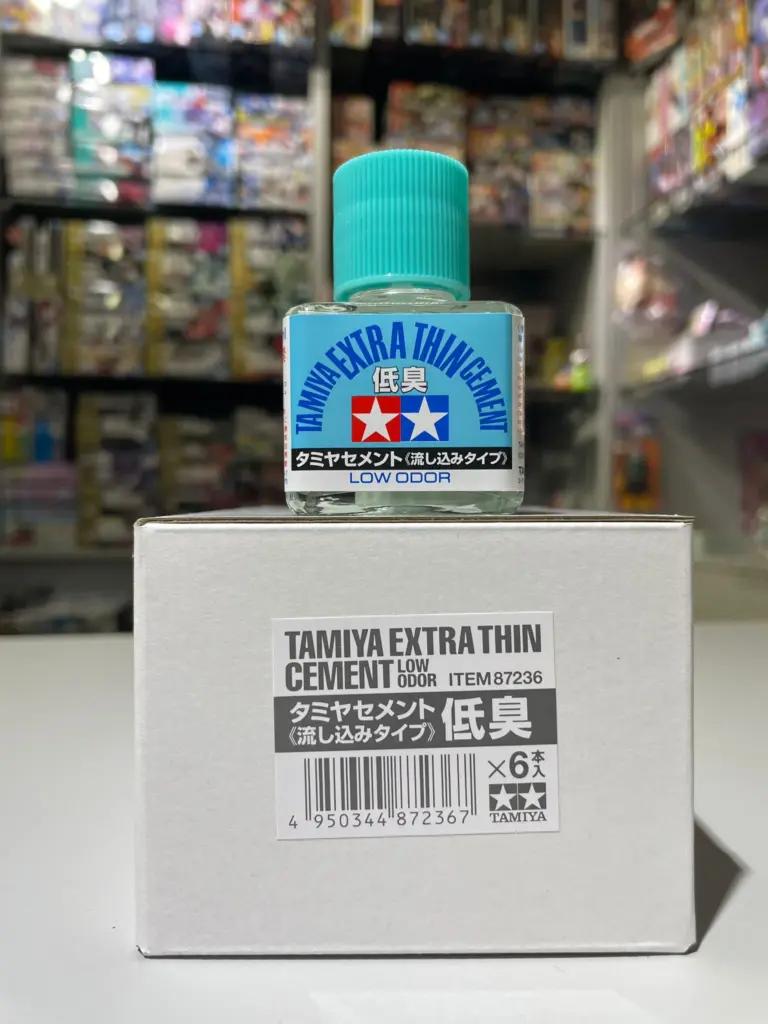 TAMIYA EXTRA THIN CEMENT
低臭
タミヤセメント《流し込みタイプ》
LOW ODOR
TAMIYA EXTRA THIN
CEMENT LOW ODOR ITEM 87236
タミヤセメント
《流し込みタイプ》 低臭
×6本入
4 950344 872367
TAMIYA